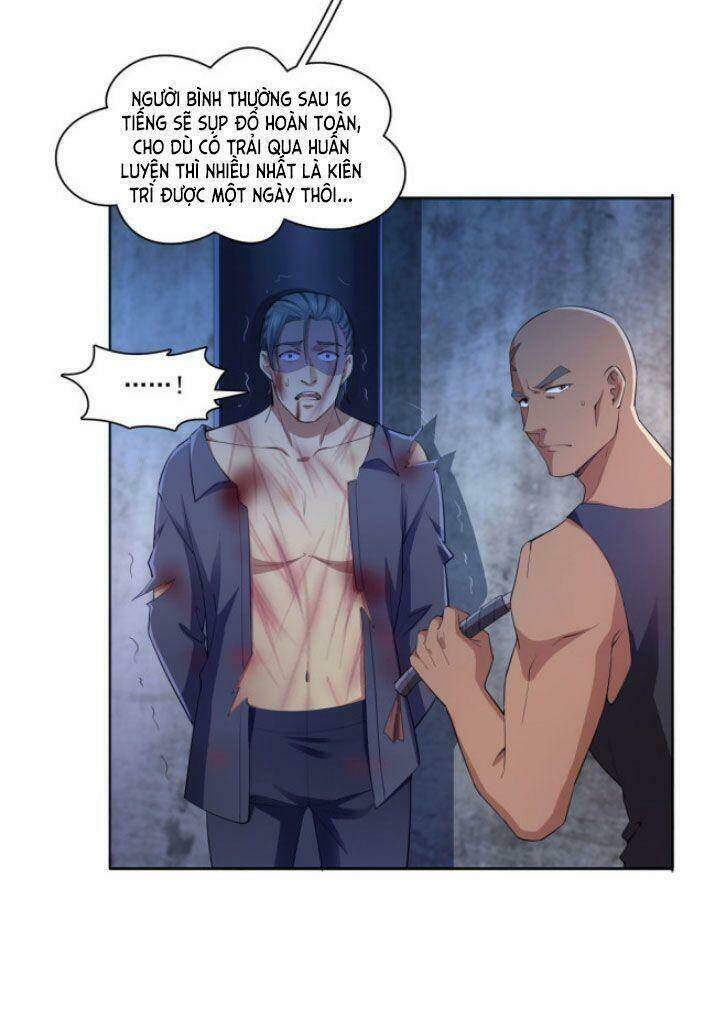 NGƯỜI BÌNH THƯỜNG SAU 16
TIẾNG SẼ SỤP ĐỔ HOÀN TOÀN,
CHO DÙ CÓ TRẢI QUA HUẤN
LUYỆN THÌ NHIỀU NHẤT LÀ KIÊN
TRÌ ĐƯỢC MỘT NGÀY THÔI...
......!